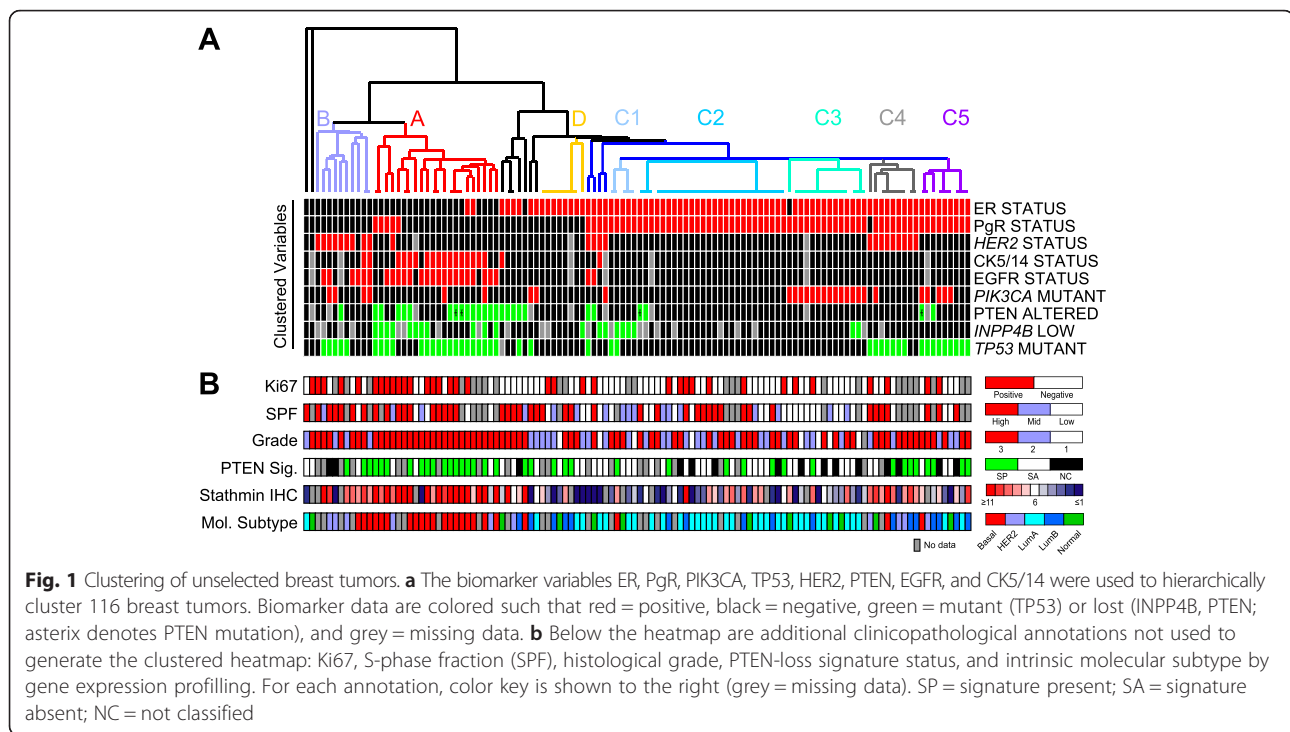 A
B
A
D
C1
C2
C3
C4
C5
Clustered Variables
ER STATUS
PgR STATUS
HER2 STATUS
CK5/14 STATUS
EGFR STATUS
PIK3CA MUTANT
PTEN ALTERED
INPP4B LOW
TP53 MUTANT
B
Ki67
Positive Negative
SPF
High Mid Low
Grade
3 2 1
PTEN Sig.
SP SA NC
Stathmin IHC
≥11 6 ≤1
Mol. Subtype
Basal HER2 LumA LumB Normal
No data
Fig. 1 Clustering of unselected breast tumors. a The biomarker variables ER, PgR, PIK3CA, TP53, HER2, PTEN, EGFR, and CK5/14 were used to hierarchically
cluster 116 breast tumors. Biomarker data are colored such that red = positive, black = negative, green = mutant (TP53) or lost (INPP4B, PTEN;
asterix denotes PTEN mutation), and grey = missing data. b Below the heatmap are additional clinicopathological annotations not used to
generate the clustered heatmap: Ki67, S-phase fraction (SPF), histological grade, PTEN-loss signature status, and intrinsic molecular subtype by
gene expression profilling. For each annotation, color key is shown to the right (grey = missing data). SP = signature present; SA = signature
absent; NC = not classified